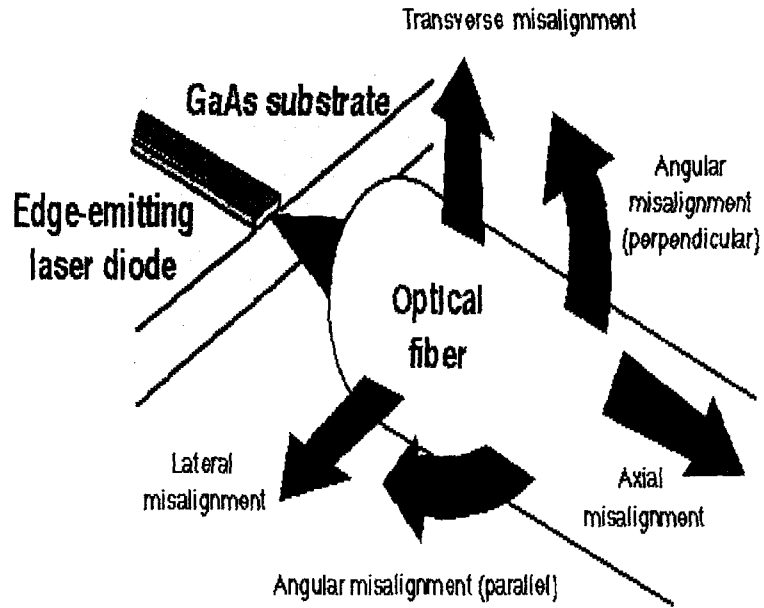 Transverse misalignment
GaAs substrate
Angular
misalignment
(perpendicular)
Edge-emitting
laser diode
Optical
fiber
Lateral
misalignment
Axial
misalignment
Angular misalignment (parallel)